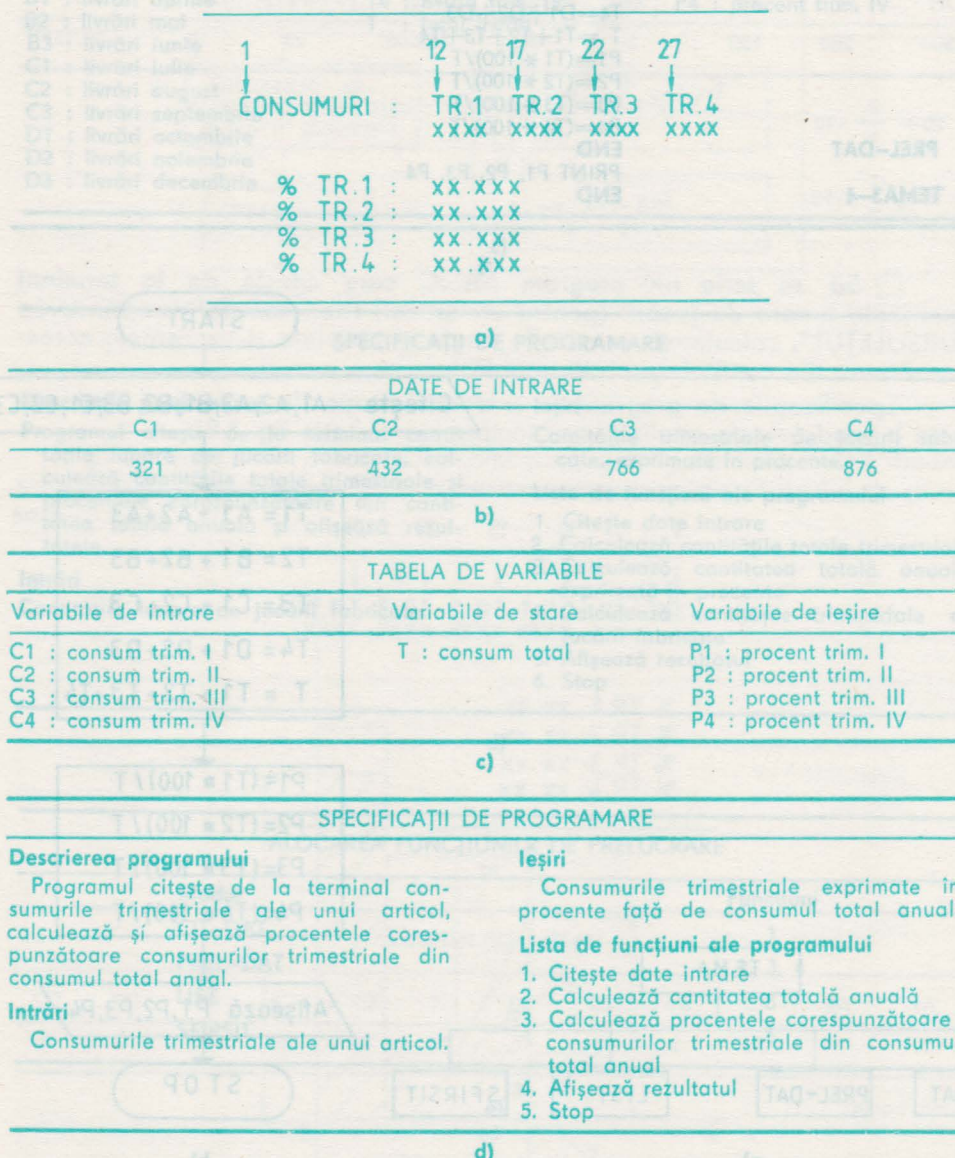 1 12 17 22 27
CONSUMURI : TR.1 TR.2 TR.3 TR.4
xxxx xxxx xxxx xxxx
% TR.1 : xx.xxx
% TR.2 : xx.xxx
% TR.3 : xx.xxx
% TR.4 : xx.xxx
a)
DATE DE INTRARE
C1 C2 C3 C4
321 432 766 876
b)
TABELA DE VARIABILE
Variabile de intrare Variabile de stare Variabile de ieşire
C1 : consum trim. I T : consum total P1 : procent trim. I
C2 : consum trim. II P2 : procent trim. II
C3 : consum trim. III P3 : procent trim. III
C4 : consum trim. IV P4 : procent trim. IV
c)
SPECIFICAŢII DE PROGRAMARE
Descrierea programului
Programul citeşte de la terminal con-
sumurile trimestriale ale unui articol,
calculează şi afişează procentele cores-
punzătoare consumurilor trimestriale din
consumul total anual.
Intrări
Consumurile trimestriale ale unui articol.
Ieşiri
Consumurile trimestriale exprimate în
procente faţă de consumul total anual
Lista de funcţiuni ale programului
1. Citeşte date intrare
2. Calculează cantitatea totală anuală
3. Calculează procentele corespunzătoare
consumurilor trimestriale din consumu
total anual
4. Afişează rezultatul
5. Stop
d)